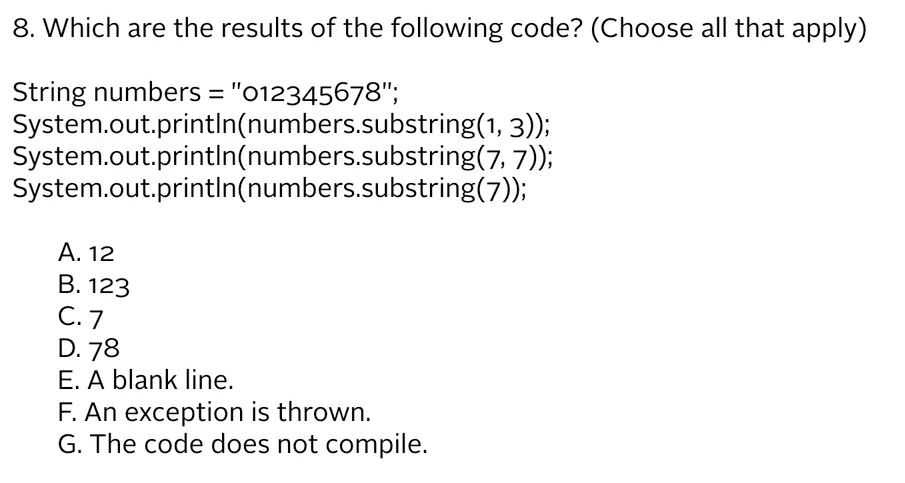 8. Which are the results of the following code? (Choose all that apply)
String numbers = "012345678";
System.out.println(numbers.substring(1, 3));
System.out.println(numbers.substring(7, 7));
System.out.println(numbers.substring(7));
A. 12
B. 123
C. 7
D. 78
E. A blank line.
F. An exception is thrown.
G. The code does not compile.